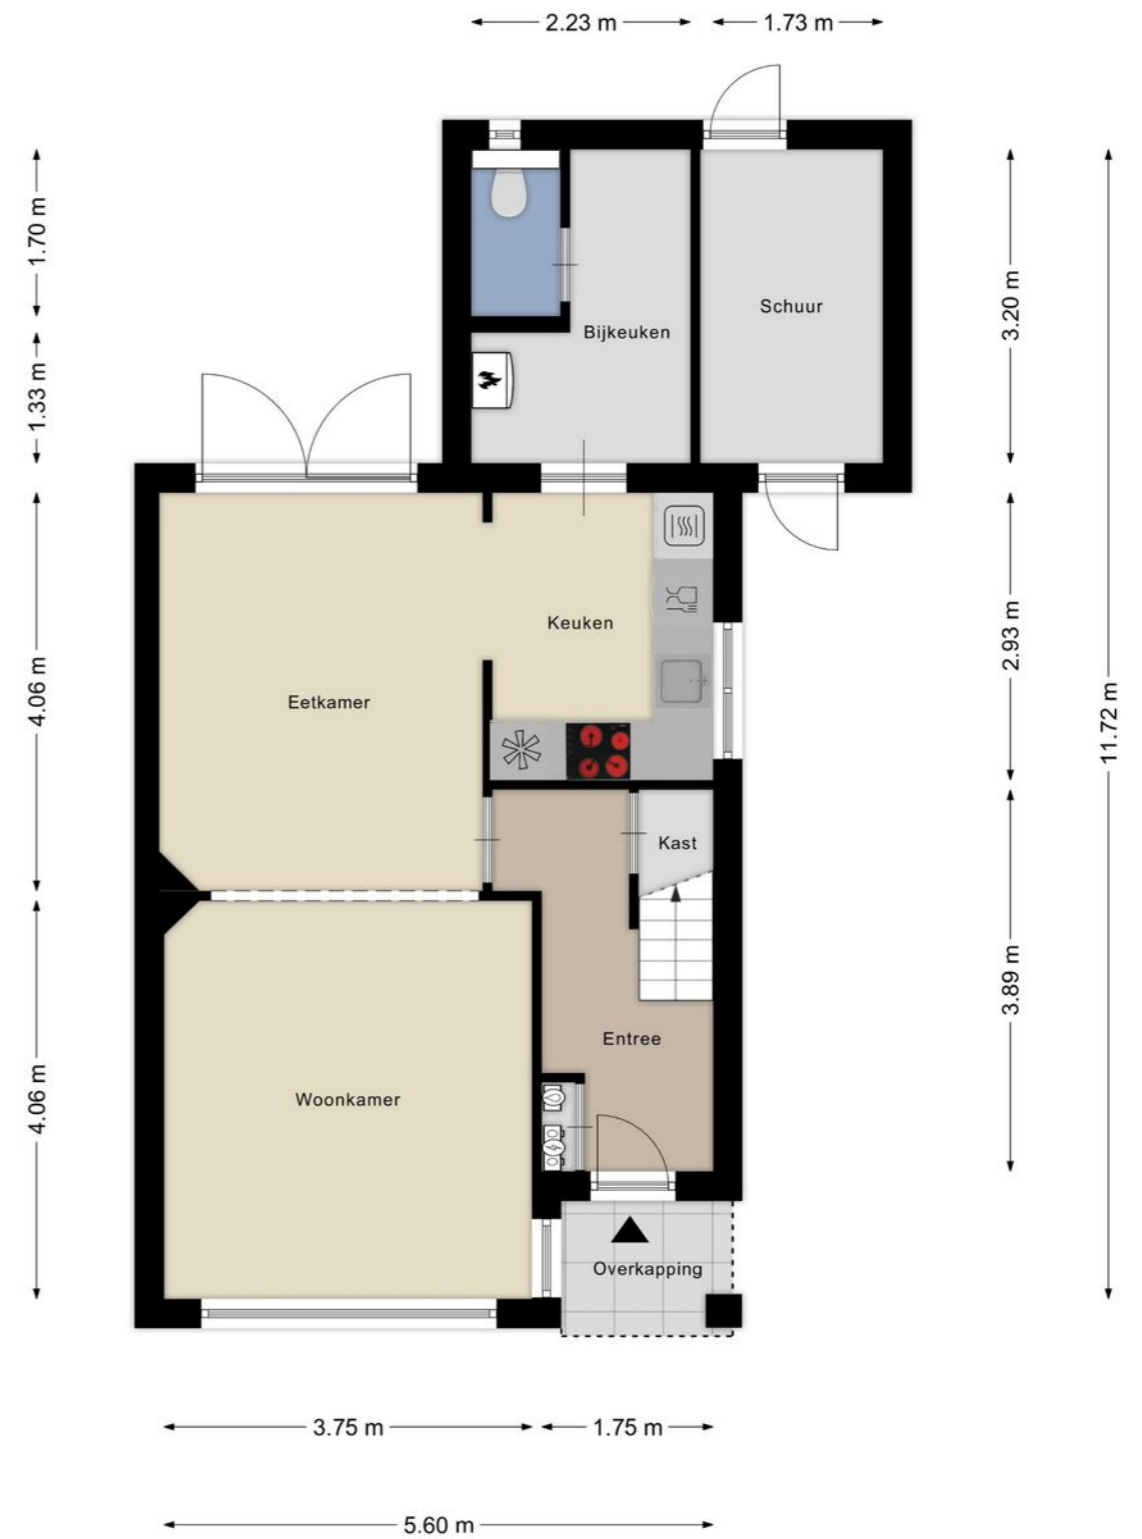 2.23 m
1.73 m
1.70 m
1.33 m
4.06 m
4.06 m
3.20 m
2.93 m
3.89 m
11.72 m
Schuur
Bijkeuken
Keuken
Eetkamer
Kast
Entree
Woonkamer
Overkapping
3.75 m
1.75 m
5.60 m